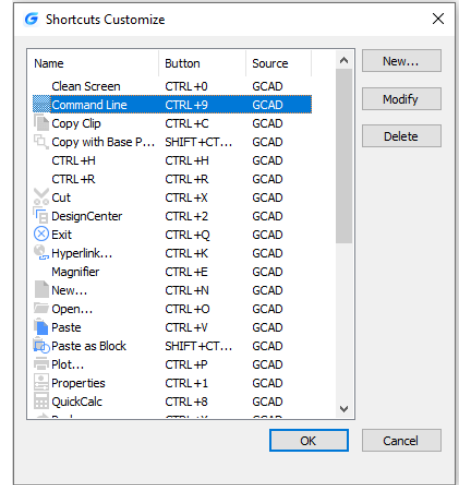 Shortcuts Customize
Name Button Source
New...
Clean Screen CTRL+0 GCAD
Command Line CTRL+9 GCAD
Modify
Copy Clip CTRL+C GCAD
Copy with Base P... SHIFT+CT... GCAD
Delete
CTRL+H CTRL+H GCAD
CTRL+R CTRL+R GCAD
Cut CTRL+X GCAD
DesignCenter CTRL+2 GCAD
Exit CTRL+Q GCAD
Hyperlink... CTRL+K GCAD
Magnifier CTRL+E GCAD
New... CTRL+N GCAD
Open... CTRL+O GCAD
Paste CTRL+V GCAD
Paste as Block SHIFT+CT... GCAD
Plot... CTRL+P GCAD
Properties CTRL+1 GCAD
QuickCalc CTRL+8 GCAD
OK Cancel